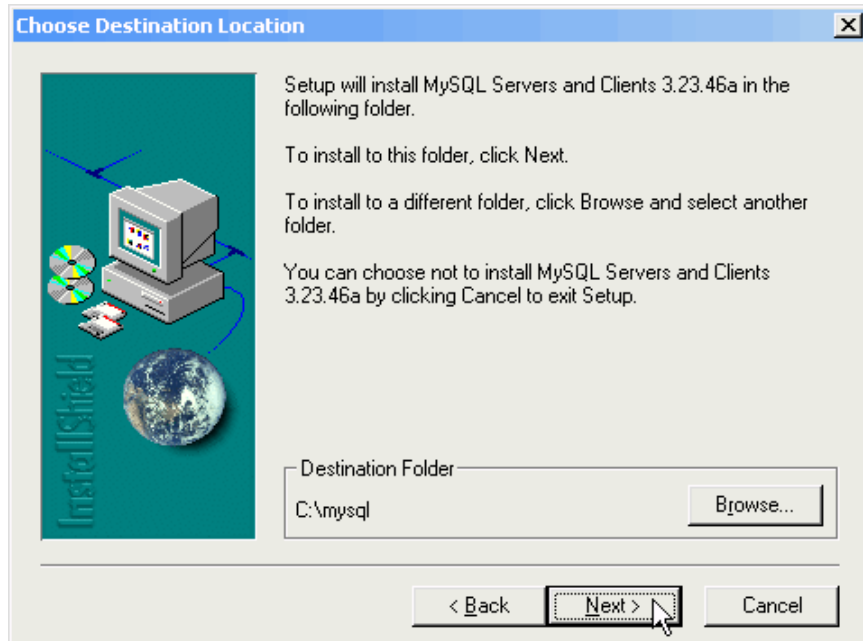 Choose Destination Location
Setup will install MySQL Servers and Clients 3.23.46a in the
following folder.
To install to this folder, click Next.
To install to a different folder, click Browse and select another
folder.
You can choose not to install MySQL Servers and Clients
3.23.46a by clicking Cancel to exit Setup.
InstallShield
Destination Folder
C:\mysql
Browse...
< Back
Next >
Cancel